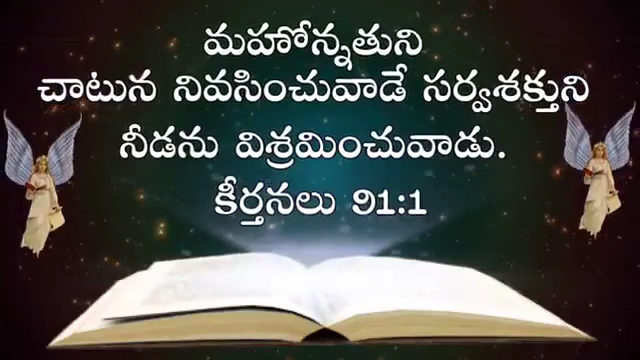 మహోన్నతుని
చాటున నివసించువాడే సర్వశక్తుని
నీడను విశ్రమించువాడు.
కీర్తనలు 91:1